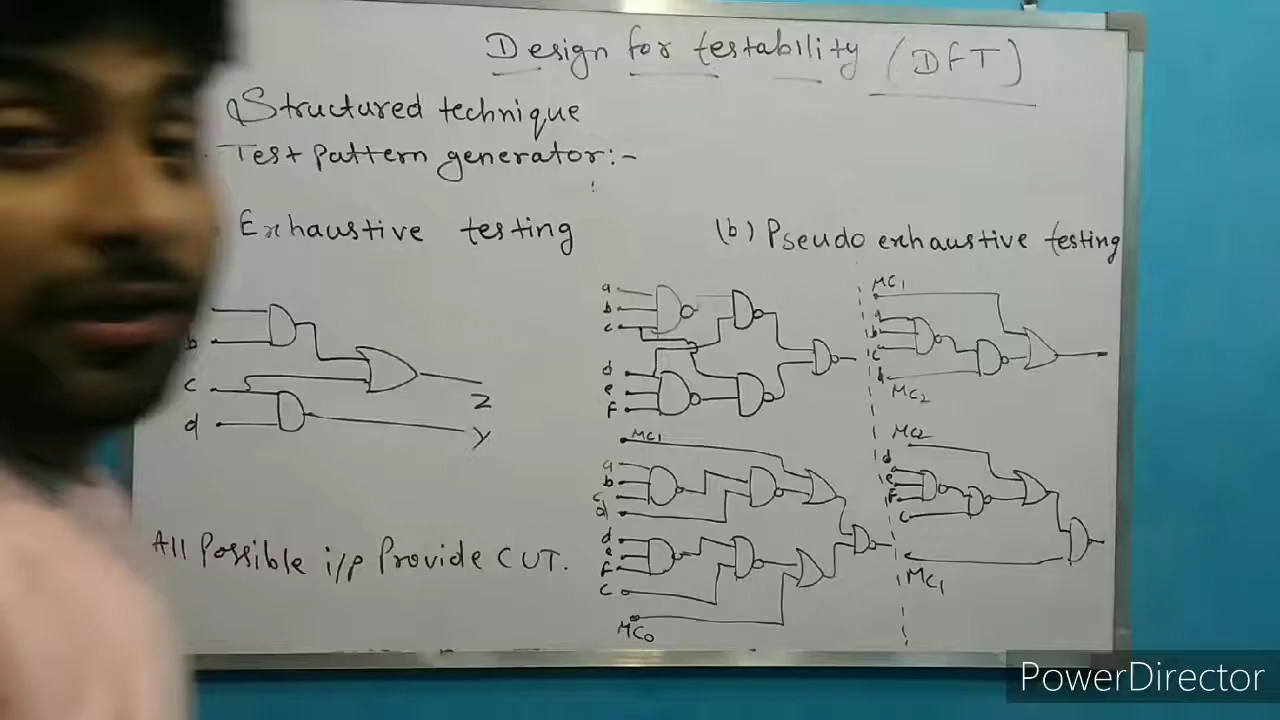 Design for testability (DFT)
Structured technique
Test pattern generator:-
Exhaustive testing
(b) Pseudo exhaustive testing
b
c
d
Z
y
All Possible i/p Provide CUT.
a
b
c
d
e
f
MC1
a
b
c
d
d
e
f
c
MC0
MC1
a
b
c
d
MC2
MC2
d
e
f
c
MC1
PowerDirector